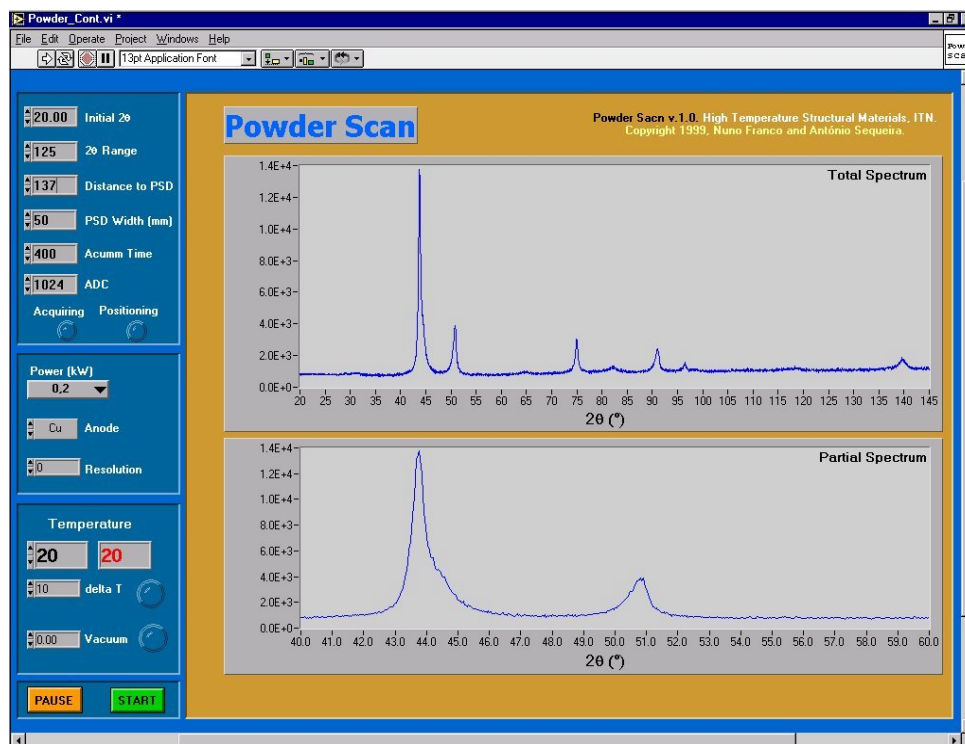 Powder_Cont.vi *
File Edit Operate Project Windows Help
13pt Application Font
Pow
sca
20.00 Initial 2θ
125 2θ Range
137 Distance to PSD
50 PSD Width (mm)
400 Acumm Time
1024 ADC
Acquiring Positioning
Power (kW)
0,2
Cu Anode
0 Resolution
Temperature
20 20
10 delta T
0.00 Vacuum
PAUSE START
Powder Scan
Powder Sacn v.1.0. High Temperature Structural Materials, ITN.
Copyright 1999, Nuno Franco and António Sequeira.
Total Spectrum
1.4E+4
1.2E+4
1.0E+4
8.0E+3
6.0E+3
4.0E+3
2.0E+3
0.0E+0
20 25 30 35 40 45 50 55 60 65 70 75 80 85 90 95 100 105 110 115 120 125 130 135 140 145
2θ (°)
Partial Spectrum
1.4E+4
1.2E+4
1.0E+4
8.0E+3
6.0E+3
4.0E+3
2.0E+3
0.0E+0
40.0 41.0 42.0 43.0 44.0 45.0 46.0 47.0 48.0 49.0 50.0 51.0 52.0 53.0 54.0 55.0 56.0 57.0 58.0 59.0 60.0
2θ (°)